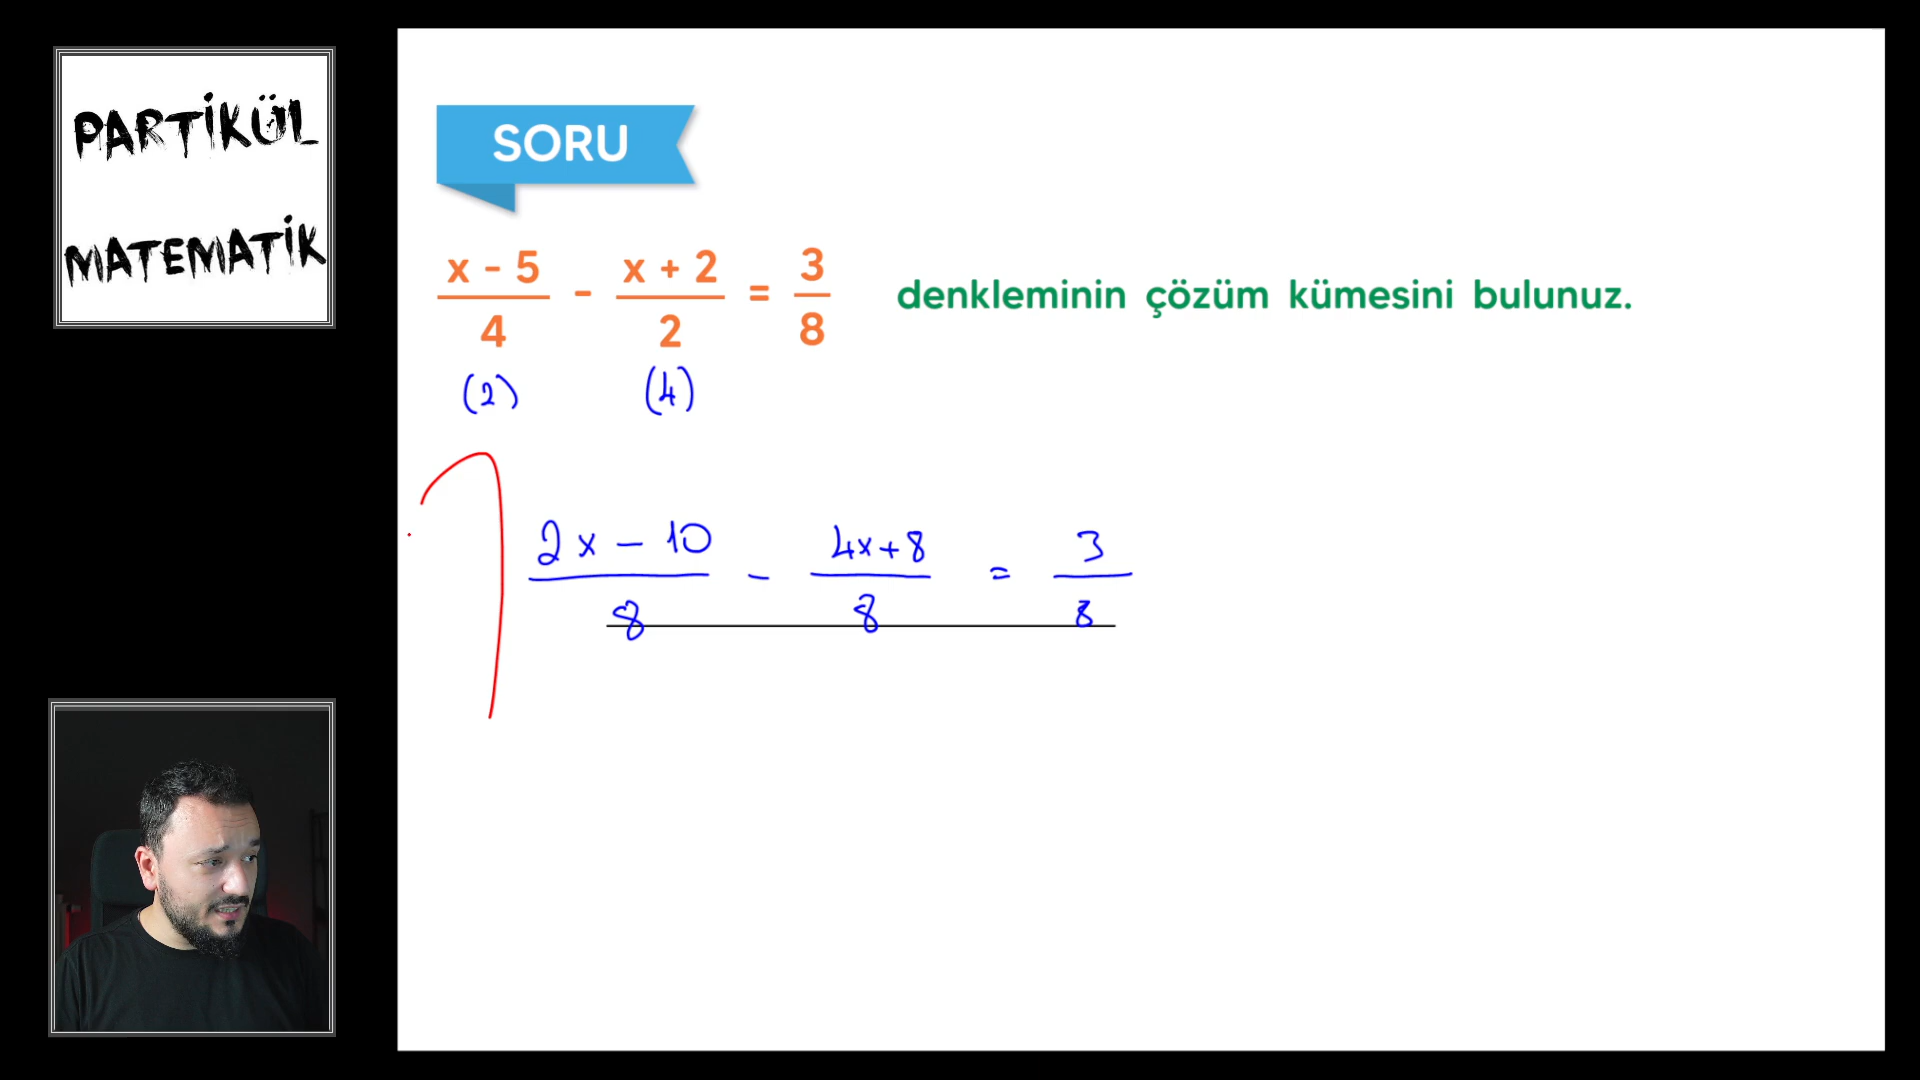 PARTİKÜL
MATEMATİK
SORU
x - 5 / 4 - x + 2 / 2 = 3 / 8 denkleminin çözüm kümesini bulunuz.
(2) (4)
2x - 10 / 8 - 4x+8 / 8 = 3 / 8